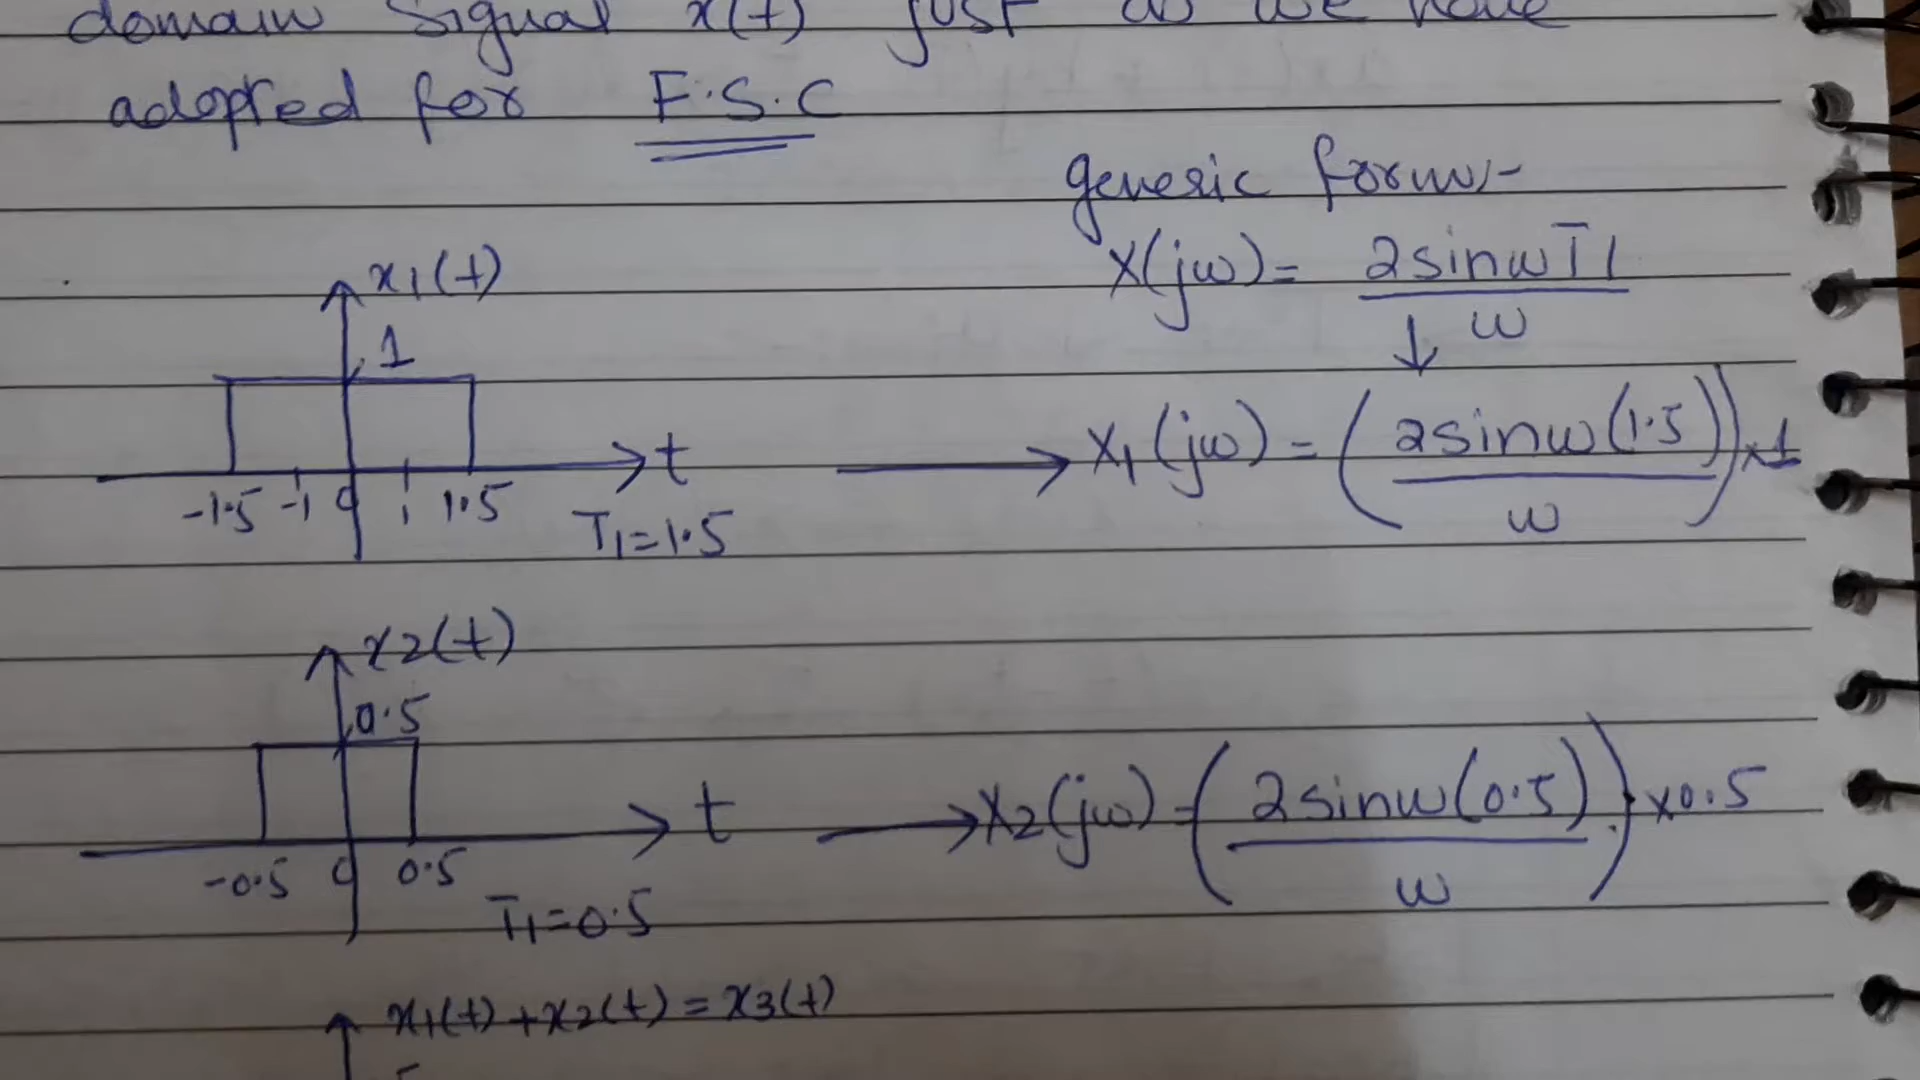 domain signal x(t) just as we have
adopted for F.S.C
generic form:-
X(jω) = 2sinωT1 / ω
x1(t)
1
-1.5 -1 0 1 1.5
t
T1=1.5
X1(jω) = (2sinω(1.5) / ω) x1
x2(t)
0.5
-0.5 0 0.5
t
T1=0.5
X2(jω) = (2sinω(0.5) / ω) x0.5
x1(t) + x2(t) = x3(t)